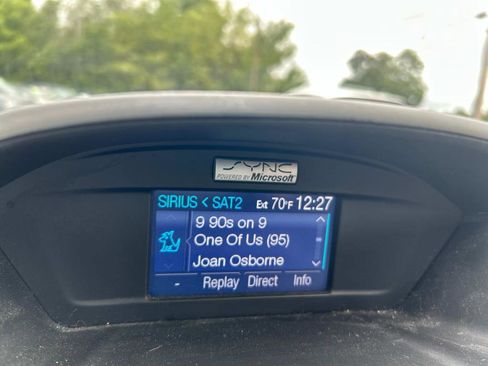 SYNC
POWERED BY Microsoft
SIRIUS < SAT2 Ext 70°F 12:27
9 90s on 9
One Of Us (95)
Joan Osborne
- Replay Direct Info